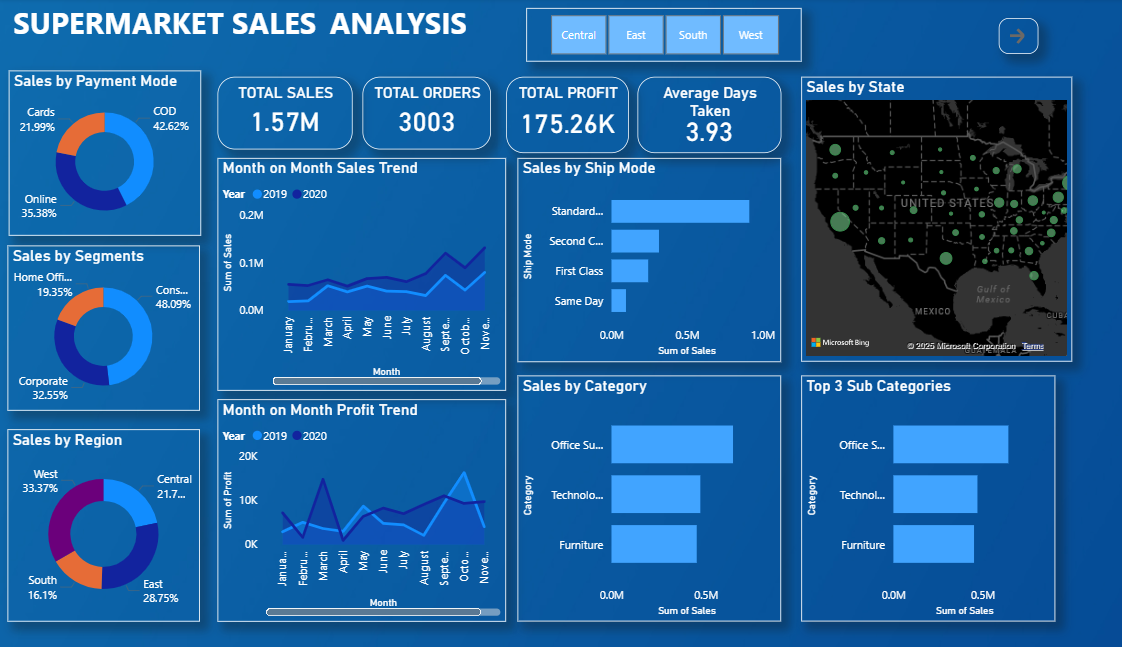 SUPERMARKET SALES ANALYSIS
Central
East
South
West
Sales by Payment Mode
Cards
21.99%
COD
42.62%
Online
35.38%
TOTAL SALES
1.57M
TOTAL ORDERS
3003
TOTAL PROFIT
175.26K
Average Days
Taken
3.93
Sales by State
UNITED STATES
MEXICO
Gulf of
Mexico
CUBA
GUATEMALA
Microsoft Bing
© 2025 Microsoft Corporation Terms
Month on Month Sales Trend
Year 2019 2020
0.2M
0.1M
0.0M
Sum of Sales
January
Febru...
March
April
May
June
July
August
Septe...
Octob...
Nove...
Month
Sales by Ship Mode
Ship Mode
Standard...
Second C...
First Class
Same Day
0.0M
0.5M
1.0M
Sum of Sales
Sales by Segments
Home Offi...
19.35%
Cons...
48.09%
Corporate
32.55%
Month on Month Profit Trend
Year 2019 2020
20K
10K
0K
Sum of Profit
Janua...
Febru...
March
April
May
June
July
August
Septe...
Octo...
Nove...
Month
Sales by Category
Category
Office Su...
Technolo...
Furniture
0.0M
0.5M
Sum of Sales
Top 3 Sub Categories
Category
Office S...
Technol...
Furniture
0.0M
0.5M
Sum of Sales
Sales by Region
West
33.37%
Central
21.7...
South
16.1%
East
28.75%